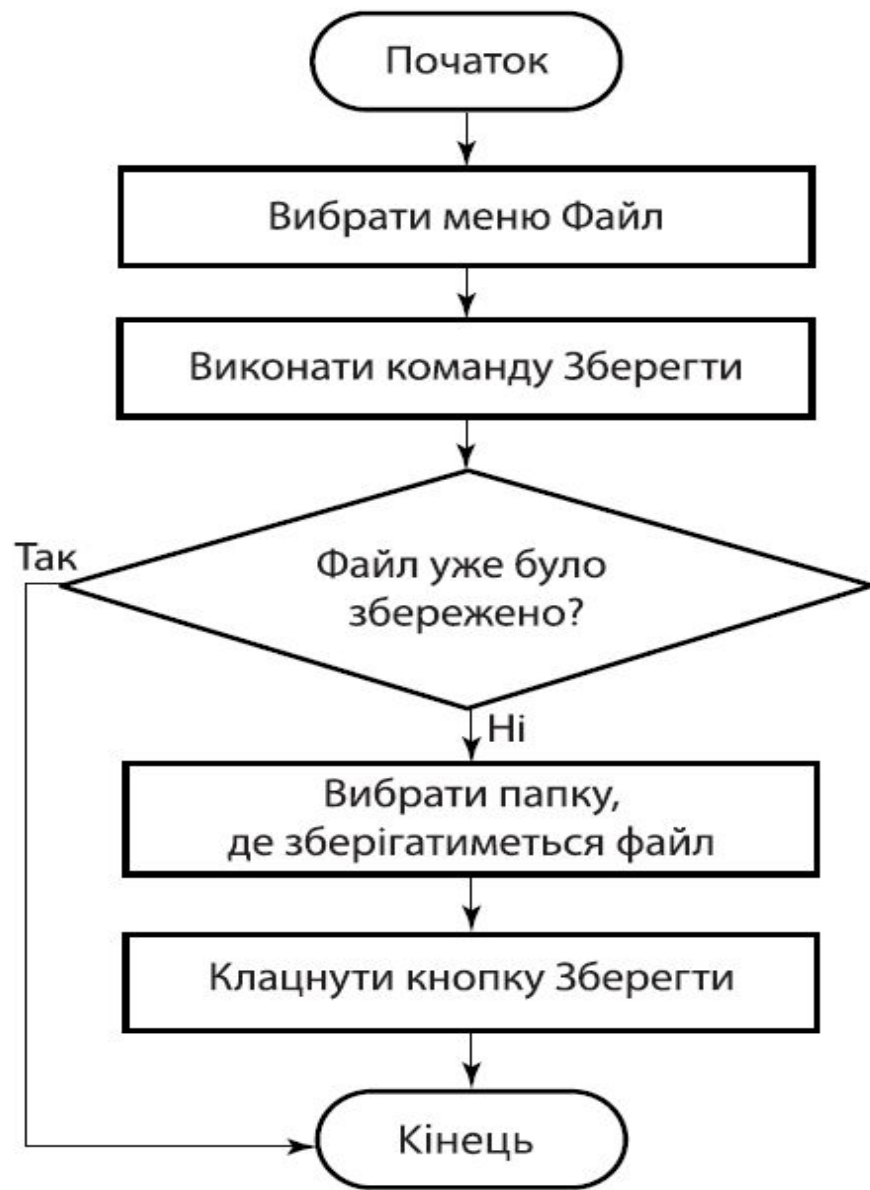 Початок
Вибрати меню Файл
Виконати команду Зберегти
Так
Файл уже було
збережено?
Ні
Вибрати папку,
де зберігатиметься файл
Клацнути кнопку Зберегти
Кінець